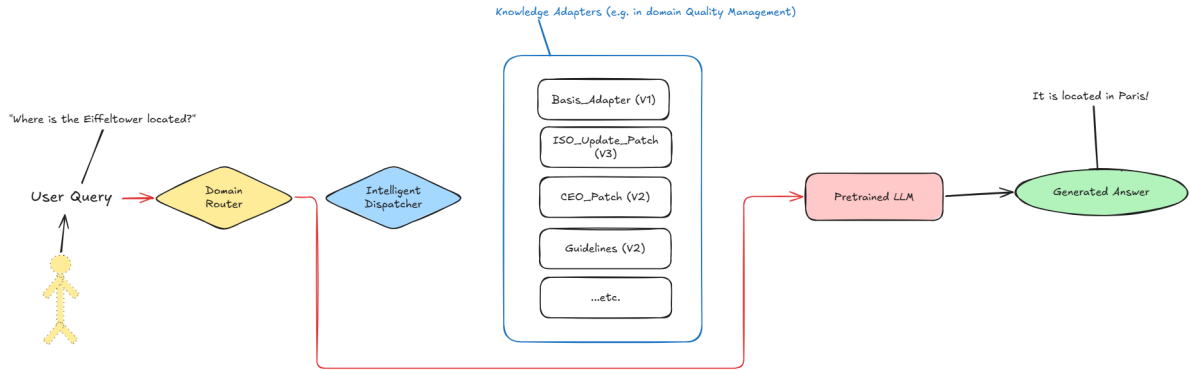 Knowledge Adapters (e.g. in domain Quality Management)
"Where is the Eiffeltower located?"
User Query
Domain
Router
Intelligent
Dispatcher
Basis_Adapter (V1)
ISO_Update_Patch
(V3)
CEO_Patch (V2)
Guidelines (V2)
...etc.
Pretrained LLM
It is located in Paris!
Generated Answer